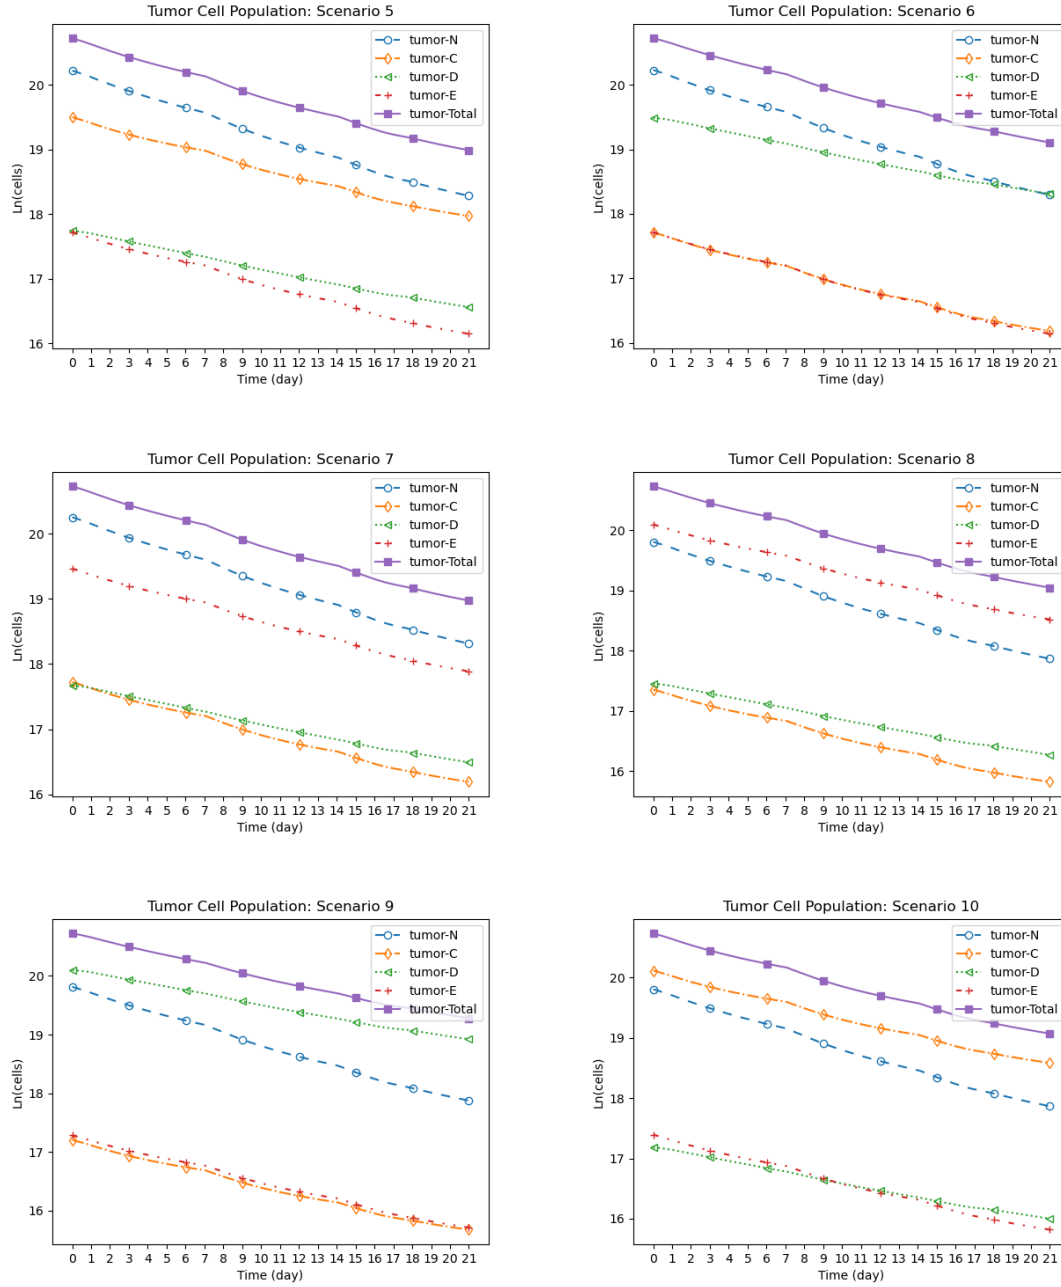 Tumor Cell Population: Scenario 5
Ln(cells)
20
19
18
17
16
tumor-N
tumor-C
tumor-D
tumor-E
tumor-Total
0 1 2 3 4 5 6 7 8 9 10 11 12 13 14 15 16 17 18 19 20 21
Time (day)
Tumor Cell Population: Scenario 6
Ln(cells)
20
19
18
17
16
tumor-N
tumor-C
tumor-D
tumor-E
tumor-Total
0 1 2 3 4 5 6 7 8 9 10 11 12 13 14 15 16 17 18 19 20 21
Time (day)
Tumor Cell Population: Scenario 7
Ln(cells)
20
19
18
17
16
tumor-N
tumor-C
tumor-D
tumor-E
tumor-Total
0 1 2 3 4 5 6 7 8 9 10 11 12 13 14 15 16 17 18 19 20 21
Time (day)
Tumor Cell Population: Scenario 8
Ln(cells)
20
19
18
17
16
tumor-N
tumor-C
tumor-D
tumor-E
tumor-Total
0 1 2 3 4 5 6 7 8 9 10 11 12 13 14 15 16 17 18 19 20 21
Time (day)
Tumor Cell Population: Scenario 9
Ln(cells)
20
19
18
17
16
tumor-N
tumor-C
tumor-D
tumor-E
tumor-Total
0 1 2 3 4 5 6 7 8 9 10 11 12 13 14 15 16 17 18 19 20 21
Time (day)
Tumor Cell Population: Scenario 10
Ln(cells)
20
19
18
17
16
tumor-N
tumor-C
tumor-D
tumor-E
tumor-Total
0 1 2 3 4 5 6 7 8 9 10 11 12 13 14 15 16 17 18 19 20 21
Time (day)